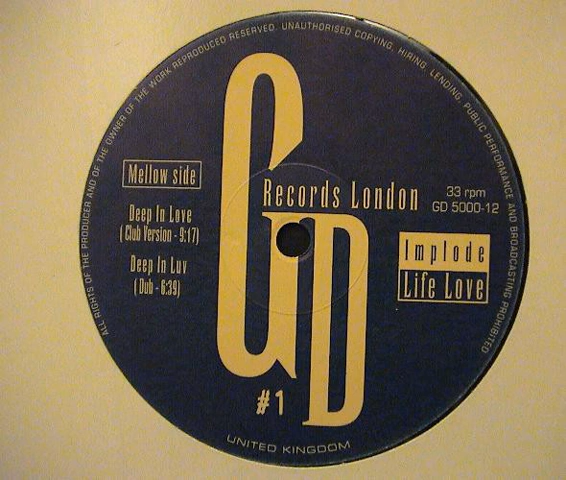 ALL RIGHTS OF THE PRODUCER AND OF THE OWNER OF THE WORK REPRODUCED RESERVED. UNAUTHORISED COPYING, HIRING, LENDING, PUBLIC PERFORMANCE AND BROADCASTING PROHIBITED
GD
Records London
Mellow side
Deep In Love
(Club Version - 9:17)
Deep In Luv
(Dub - 6:39)
33 rpm
GD 5000-12
Implode
Life Love
#1
UNITED KINGDOM